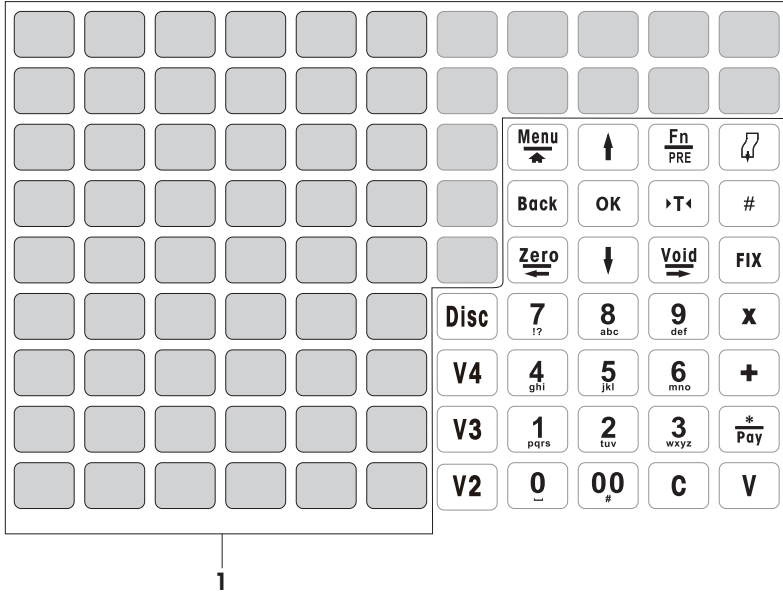 Menu Fn
PRE
Back OK T #
Zero Void FIX
Disc 7 8 9 x
!? abc def
V4 4 5 6 +
ghi jkl mno
V3 1 2 3 *
pqrs tuv wxyz Pay
V2 0 00 C V
#
1